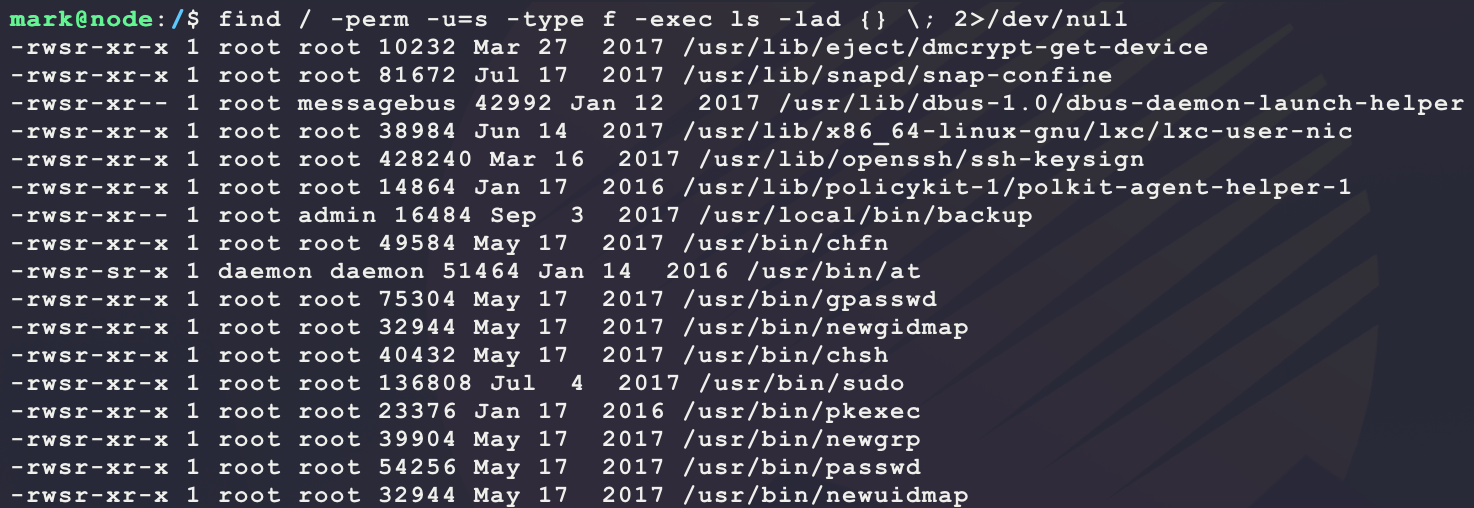 mark@node:/$ find / -perm -u=s -type f -exec ls -lad {} \; 2>/dev/null
-rwsr-xr-x 1 root root 10232 Mar 27  2017 /usr/lib/eject/dmcrypt-get-device
-rwsr-xr-x 1 root root 81672 Jul 17  2017 /usr/lib/snapd/snap-confine
-rwsr-xr-- 1 root messagebus 42992 Jan 12  2017 /usr/lib/dbus-1.0/dbus-daemon-launch-helper
-rwsr-xr-x 1 root root 38984 Jun 14  2017 /usr/lib/x86_64-linux-gnu/lxc/lxc-user-nic
-rwsr-xr-x 1 root root 428240 Mar 16  2017 /usr/lib/openssh/ssh-keysign
-rwsr-xr-x 1 root root 14864 Jan 17  2016 /usr/lib/policykit-1/polkit-agent-helper-1
-rwsr-xr-- 1 root admin 16484 Sep  3  2017 /usr/local/bin/backup
-rwsr-xr-x 1 root root 49584 May 17  2017 /usr/bin/chfn
-rwsr-sr-x 1 daemon daemon 51464 Jan 14  2016 /usr/bin/at
-rwsr-xr-x 1 root root 75304 May 17  2017 /usr/bin/gpasswd
-rwsr-xr-x 1 root root 32944 May 17  2017 /usr/bin/newgidmap
-rwsr-xr-x 1 root root 40432 May 17  2017 /usr/bin/chsh
-rwsr-xr-x 1 root root 136808 Jul  4  2017 /usr/bin/sudo
-rwsr-xr-x 1 root root 23376 Jan 17  2016 /usr/bin/pkexec
-rwsr-xr-x 1 root root 39904 May 17  2017 /usr/bin/newgrp
-rwsr-xr-x 1 root root 54256 May 17  2017 /usr/bin/passwd
-rwsr-xr-x 1 root root 32944 May 17  2017 /usr/bin/newuidmap